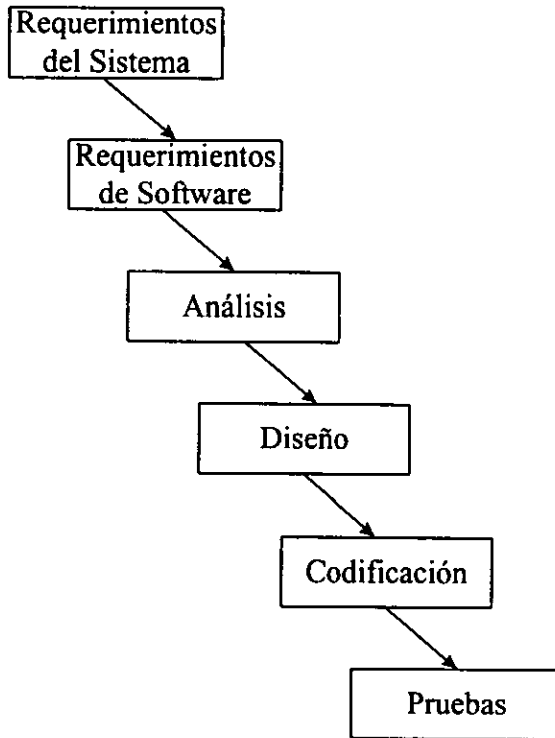 Requerimientos
del Sistema
Requerimientos
de Software
Análisis
Diseño
Codificación
Pruebas